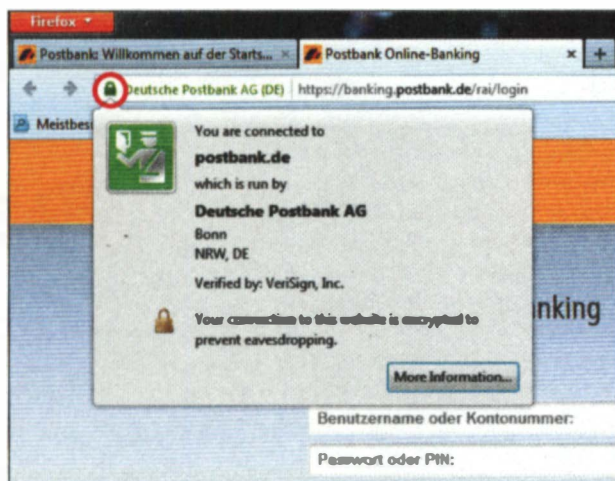 Firefox
Postbank: Willkommen auf der Starts...
Postbank Online-Banking
Deutsche Postbank AG (DE)
https://banking.postbank.de/rai/login
Meistbesu
You are connected to
postbank.de
which is run by
Deutsche Postbank AG
Bonn
NRW, DE
Verified by: VeriSign, Inc.
Your connection to this website is encrypted to
prevent eavesdropping.
nking
More Information...
Benutzername oder Kontonummer:
Passwort oder PIN: